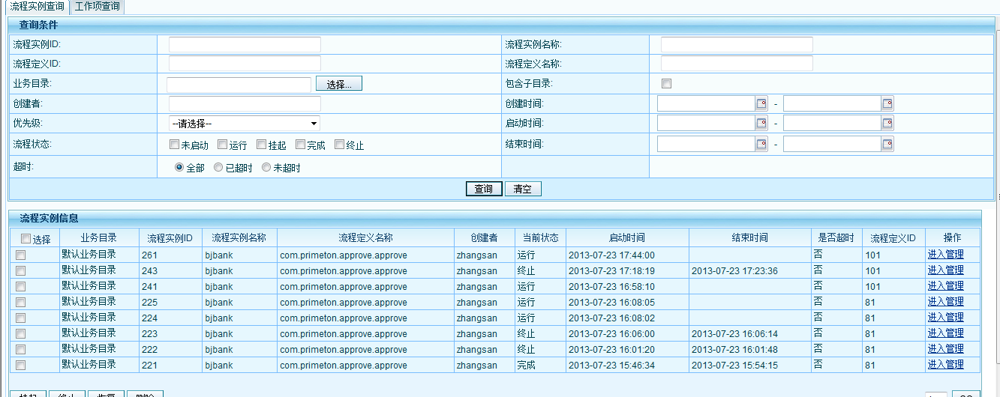 流程实例查询 工作项查询
查询条件
流程实例ID: 流程实例名称:
流程定义ID: 流程定义名称:
业务目录: 选择... 包含子目录:
创建者: 创建时间: -
优先级: --请选择-- 启动时间: -
流程状态: 未启动 运行 挂起 完成 终止 结束时间: -
超时: 全部 已超时 未超时
查询 清空
流程实例信息
选择 业务目录 流程实例ID 流程实例名称 流程定义名称 创建者 当前状态 启动时间 结束时间 是否超时 流程定义ID 操作
默认业务目录 261 bjbank com.primeton.approve.approve zhangsan 运行 2013-07-23 17:44:00 否 101 进入管理
默认业务目录 243 bjbank com.primeton.approve.approve zhangsan 终止 2013-07-23 17:18:19 2013-07-23 17:23:36 否 101 进入管理
默认业务目录 241 bjbank com.primeton.approve.approve zhangsan 运行 2013-07-23 16:58:10 否 101 进入管理
默认业务目录 225 bjbank com.primeton.approve.approve zhangsan 运行 2013-07-23 16:08:05 否 81 进入管理
默认业务目录 224 bjbank com.primeton.approve.approve zhangsan 运行 2013-07-23 16:08:02 否 81 进入管理
默认业务目录 223 bjbank com.primeton.approve.approve zhangsan 终止 2013-07-23 16:06:00 2013-07-23 16:06:14 否 81 进入管理
默认业务目录 222 bjbank com.primeton.approve.approve zhangsan 终止 2013-07-23 16:01:20 2013-07-23 16:01:48 否 81 进入管理
默认业务目录 221 bjbank com.primeton.approve.approve zhangsan 完成 2013-07-23 15:46:34 2013-07-23 15:54:15 否 81 进入管理
挂起 终止 恢复 删除